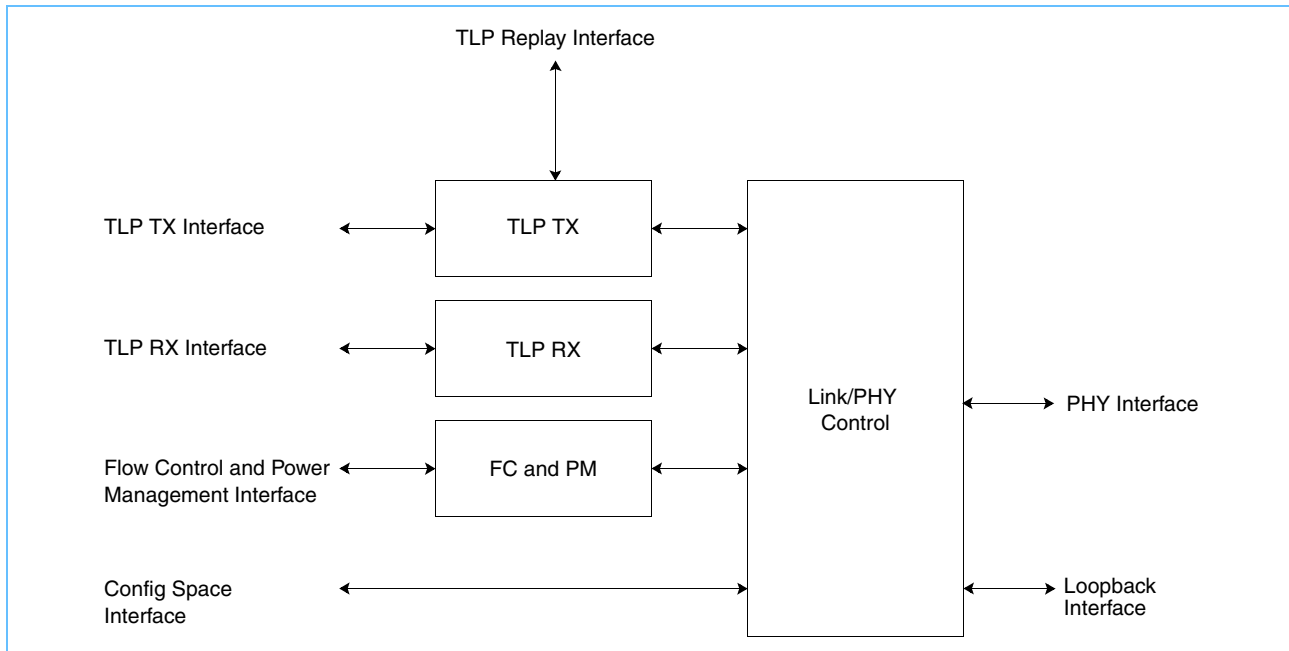 TLP Replay Interface
TLP TX Interface
TLP TX
TLP RX Interface
TLP RX
Link/PHY
Control
PHY Interface
Flow Control and Power
Management Interface
FC and PM
Config Space
Interface
Loopback
Interface